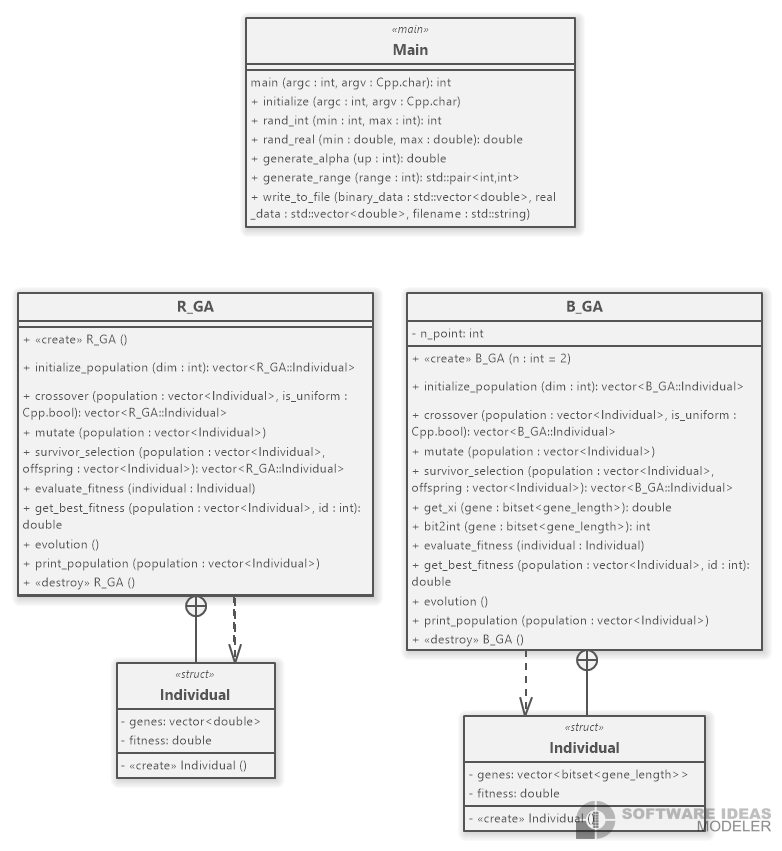 «main»
Main
main (argc : int, argv : Cpp.char): int
+ initialize (argc : int, argv : Cpp.char)
+ rand_int (min : int, max : int): int
+ rand_real (min : double, max : double): double
+ generate_alpha (up : int): double
+ generate_range (range : int): std::pair<int,int>
+ write_to_file (binary_data : std::vector<double>, real
_data : std::vector<double>, filename : std::string)
R_GA
+ «create» R_GA ()
+ initialize_population (dim : int): vector<R_GA::Individual>
+ crossover (population : vector<Individual>, is_uniform :
Cpp.bool): vector<R_GA::Individual>
+ mutate (population : vector<Individual>)
+ survivor_selection (population : vector<Individual>,
offspring : vector<Individual>): vector<R_GA::Individual>
+ evaluate_fitness (individual : Individual)
+ get_best_fitness (population : vector<Individual>, id : int):
double
+ evolution ()
+ print_population (population : vector<Individual>)
+ «destroy» R_GA ()
B_GA
- n_point: int
+ «create» B_GA (n : int = 2)
+ initialize_population (dim : int): vector<B_GA::Individual>
+ crossover (population : vector<Individual>, is_uniform :
Cpp.bool): vector<B_GA::Individual>
+ mutate (population : vector<Individual>)
+ survivor_selection (population : vector<Individual>,
offspring : vector<Individual>): vector<B_GA::Individual>
+ get_xi (gene : bitset<gene_length>): double
+ bit2int (gene : bitset<gene_length>): int
+ evaluate_fitness (individual : Individual)
+ get_best_fitness (population : vector<Individual>, id : int):
double
+ evolution ()
+ print_population (population : vector<Individual>)
+ «destroy» B_GA ()
«struct»
Individual
- genes: vector<double>
- fitness: double
- «create» Individual ()
«struct»
Individual
- genes: vector<bitset<gene_length>>
- fitness: double
- «create» Individual ()
SOFTWARE IDEAS
MODELER